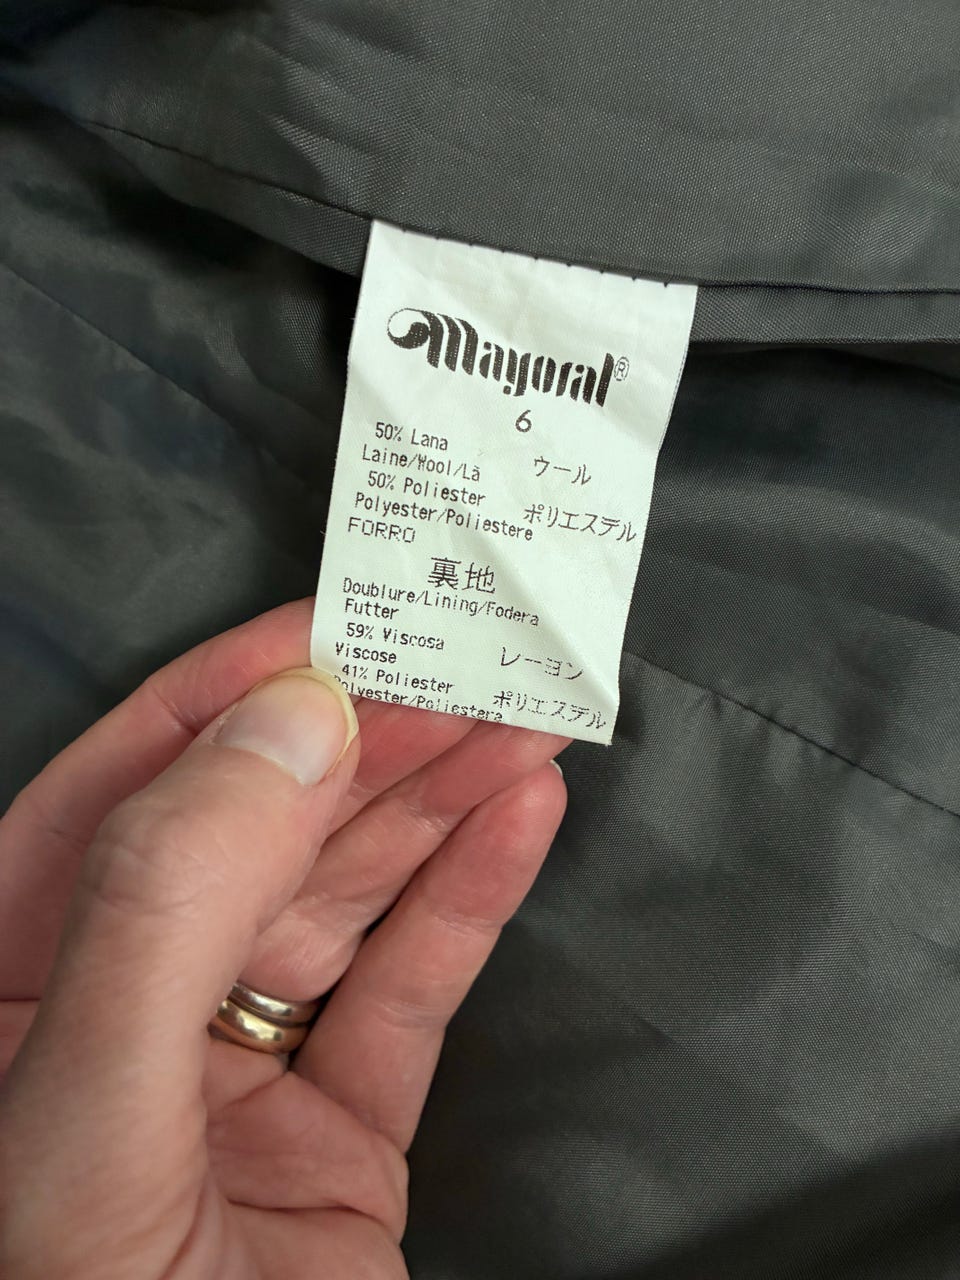 Mayoral®
6
50% Lana
Laine/Wool/Lã ウール
50% Poliester
Polyester/Poliestere ポリエステル
FORRO
裏地
Doublure/Lining/Fodera
Futter
59% Viscosa
Viscose レーヨン
41% Poliester
Polyester/Poliestera ポリエステル